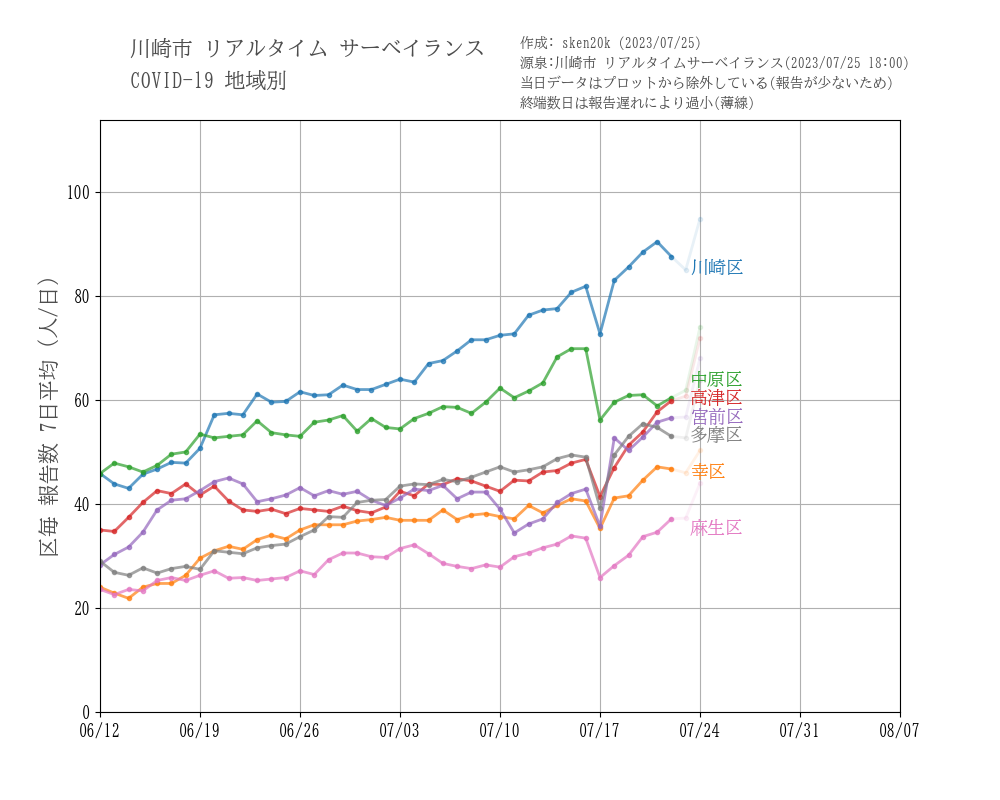 川崎市 リアルタイム サーベイランス
COVID-19 地域別
作成: sken20k (2023/07/25)
源泉:川崎市 リアルタイムサーベイランス(2023/07/25 18:00)
当日データはプロットから除外している(報告が少ないため)
終端数日は報告遅れにより過小(薄線)
区毎 報告数 7日平均 (人/日)
100
80
60
40
20
0
川崎区
中原区
高津区
宮前区
多摩区
幸区
麻生区
06/12 06/19 06/26 07/03 07/10 07/17 07/24 07/31 08/07